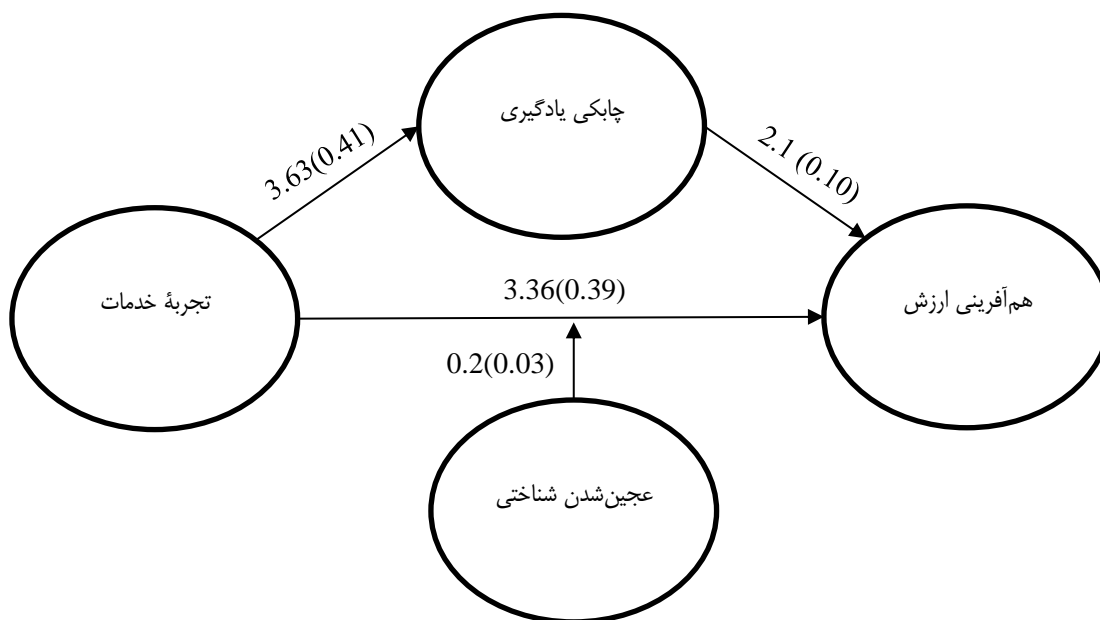 چابکی یادگیری
3.63(0.41)
2.1 (0.10)
تجربهٔ خدمات
3.36(0.39)
هم‌آفرینی ارزش
0.2(0.03)
عجین‌شدن شناختی